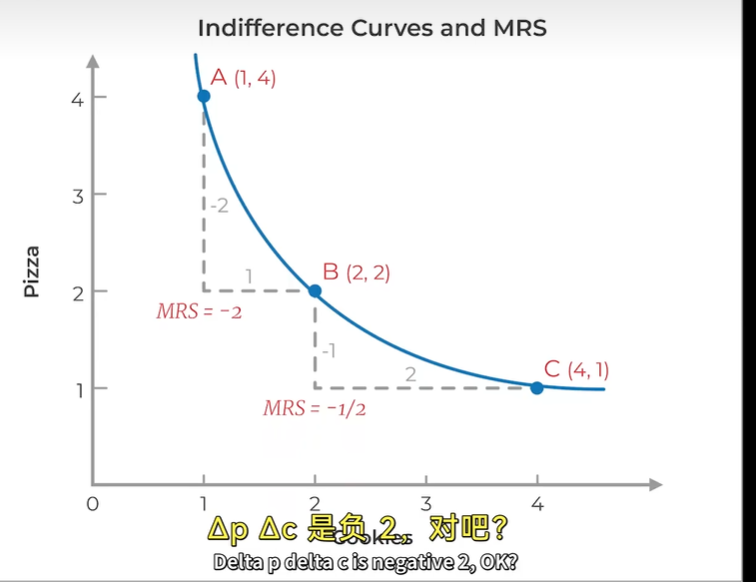 Indifference Curves and MRS
A (1, 4)
4
3
-2
Pizza
B (2, 2)
1
2
MRS = −2
-1
C (4, 1)
2
1
MRS = −1/2
0
1
2
3
4
Cookies
Δp Δc 是负 2，对吧？
Delta p delta c is negative 2, OK?